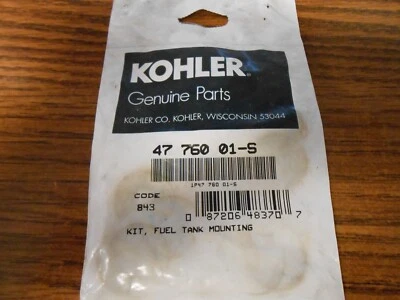 KOHLER®
Genuine Parts
KOHLER CO. KOHLER, WISCONSIN 53044
47 760 01-S
1P47 760 01-S
CODE
843
0 87206 48370 7
KIT, FUEL TANK MOUNTING